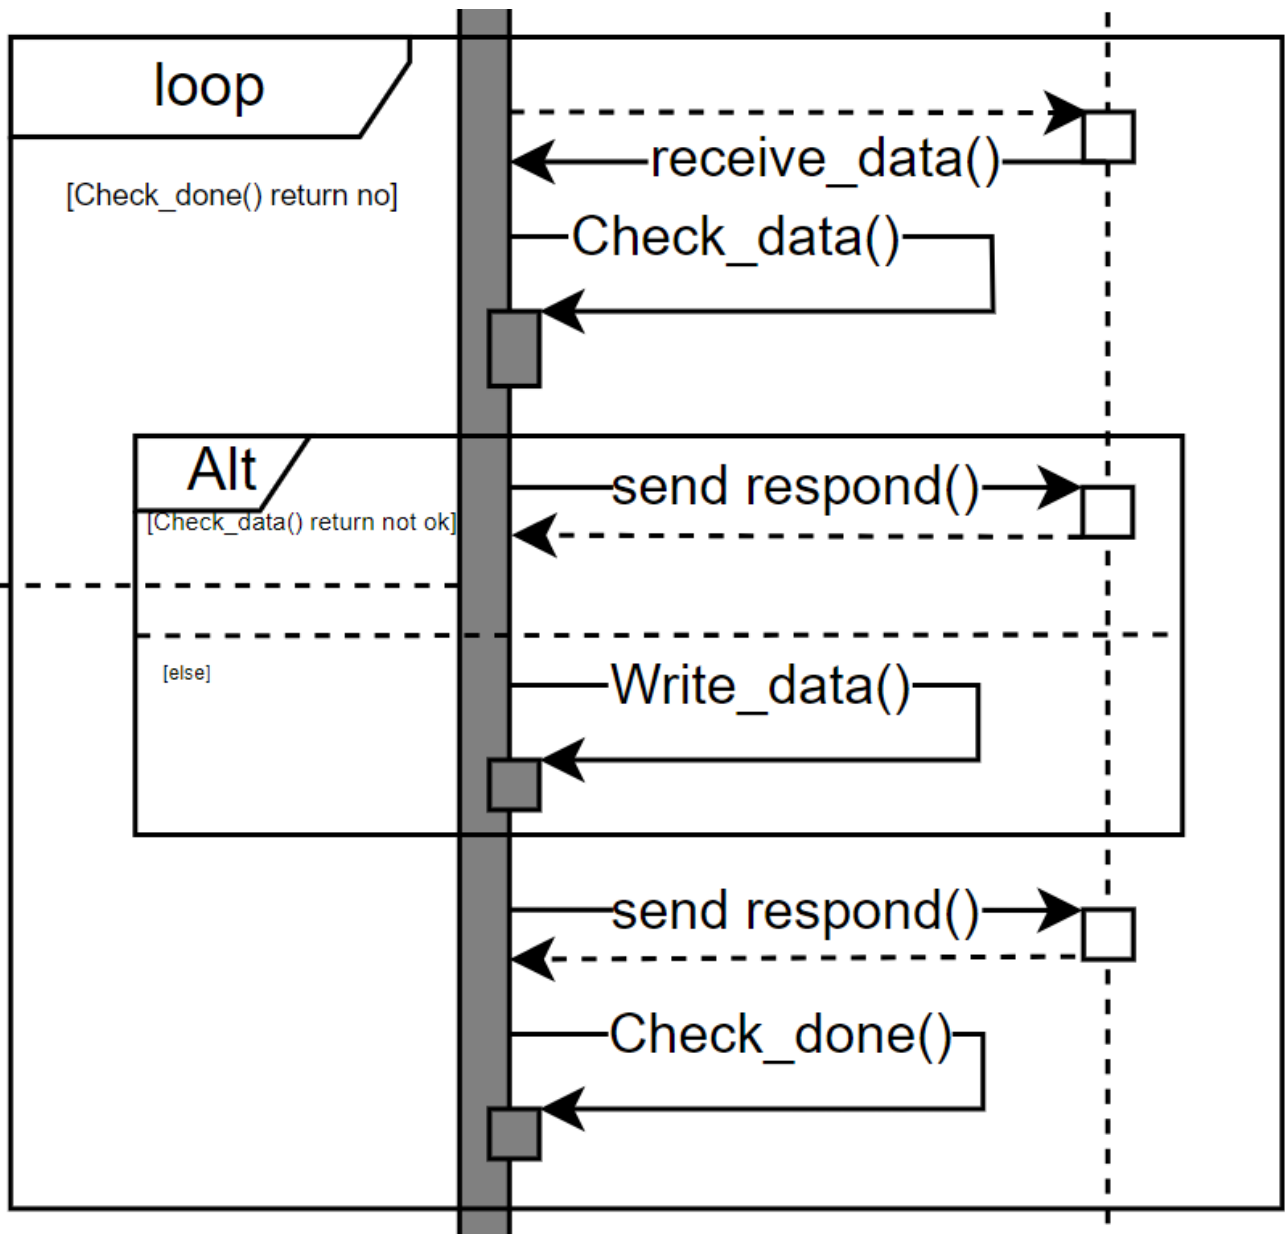 loop
receive_data()
[Check_done() return no]
Check_data()
Alt
send respond()
[Check_data() return not ok]
[else]
Write_data()
send respond()
Check_done()